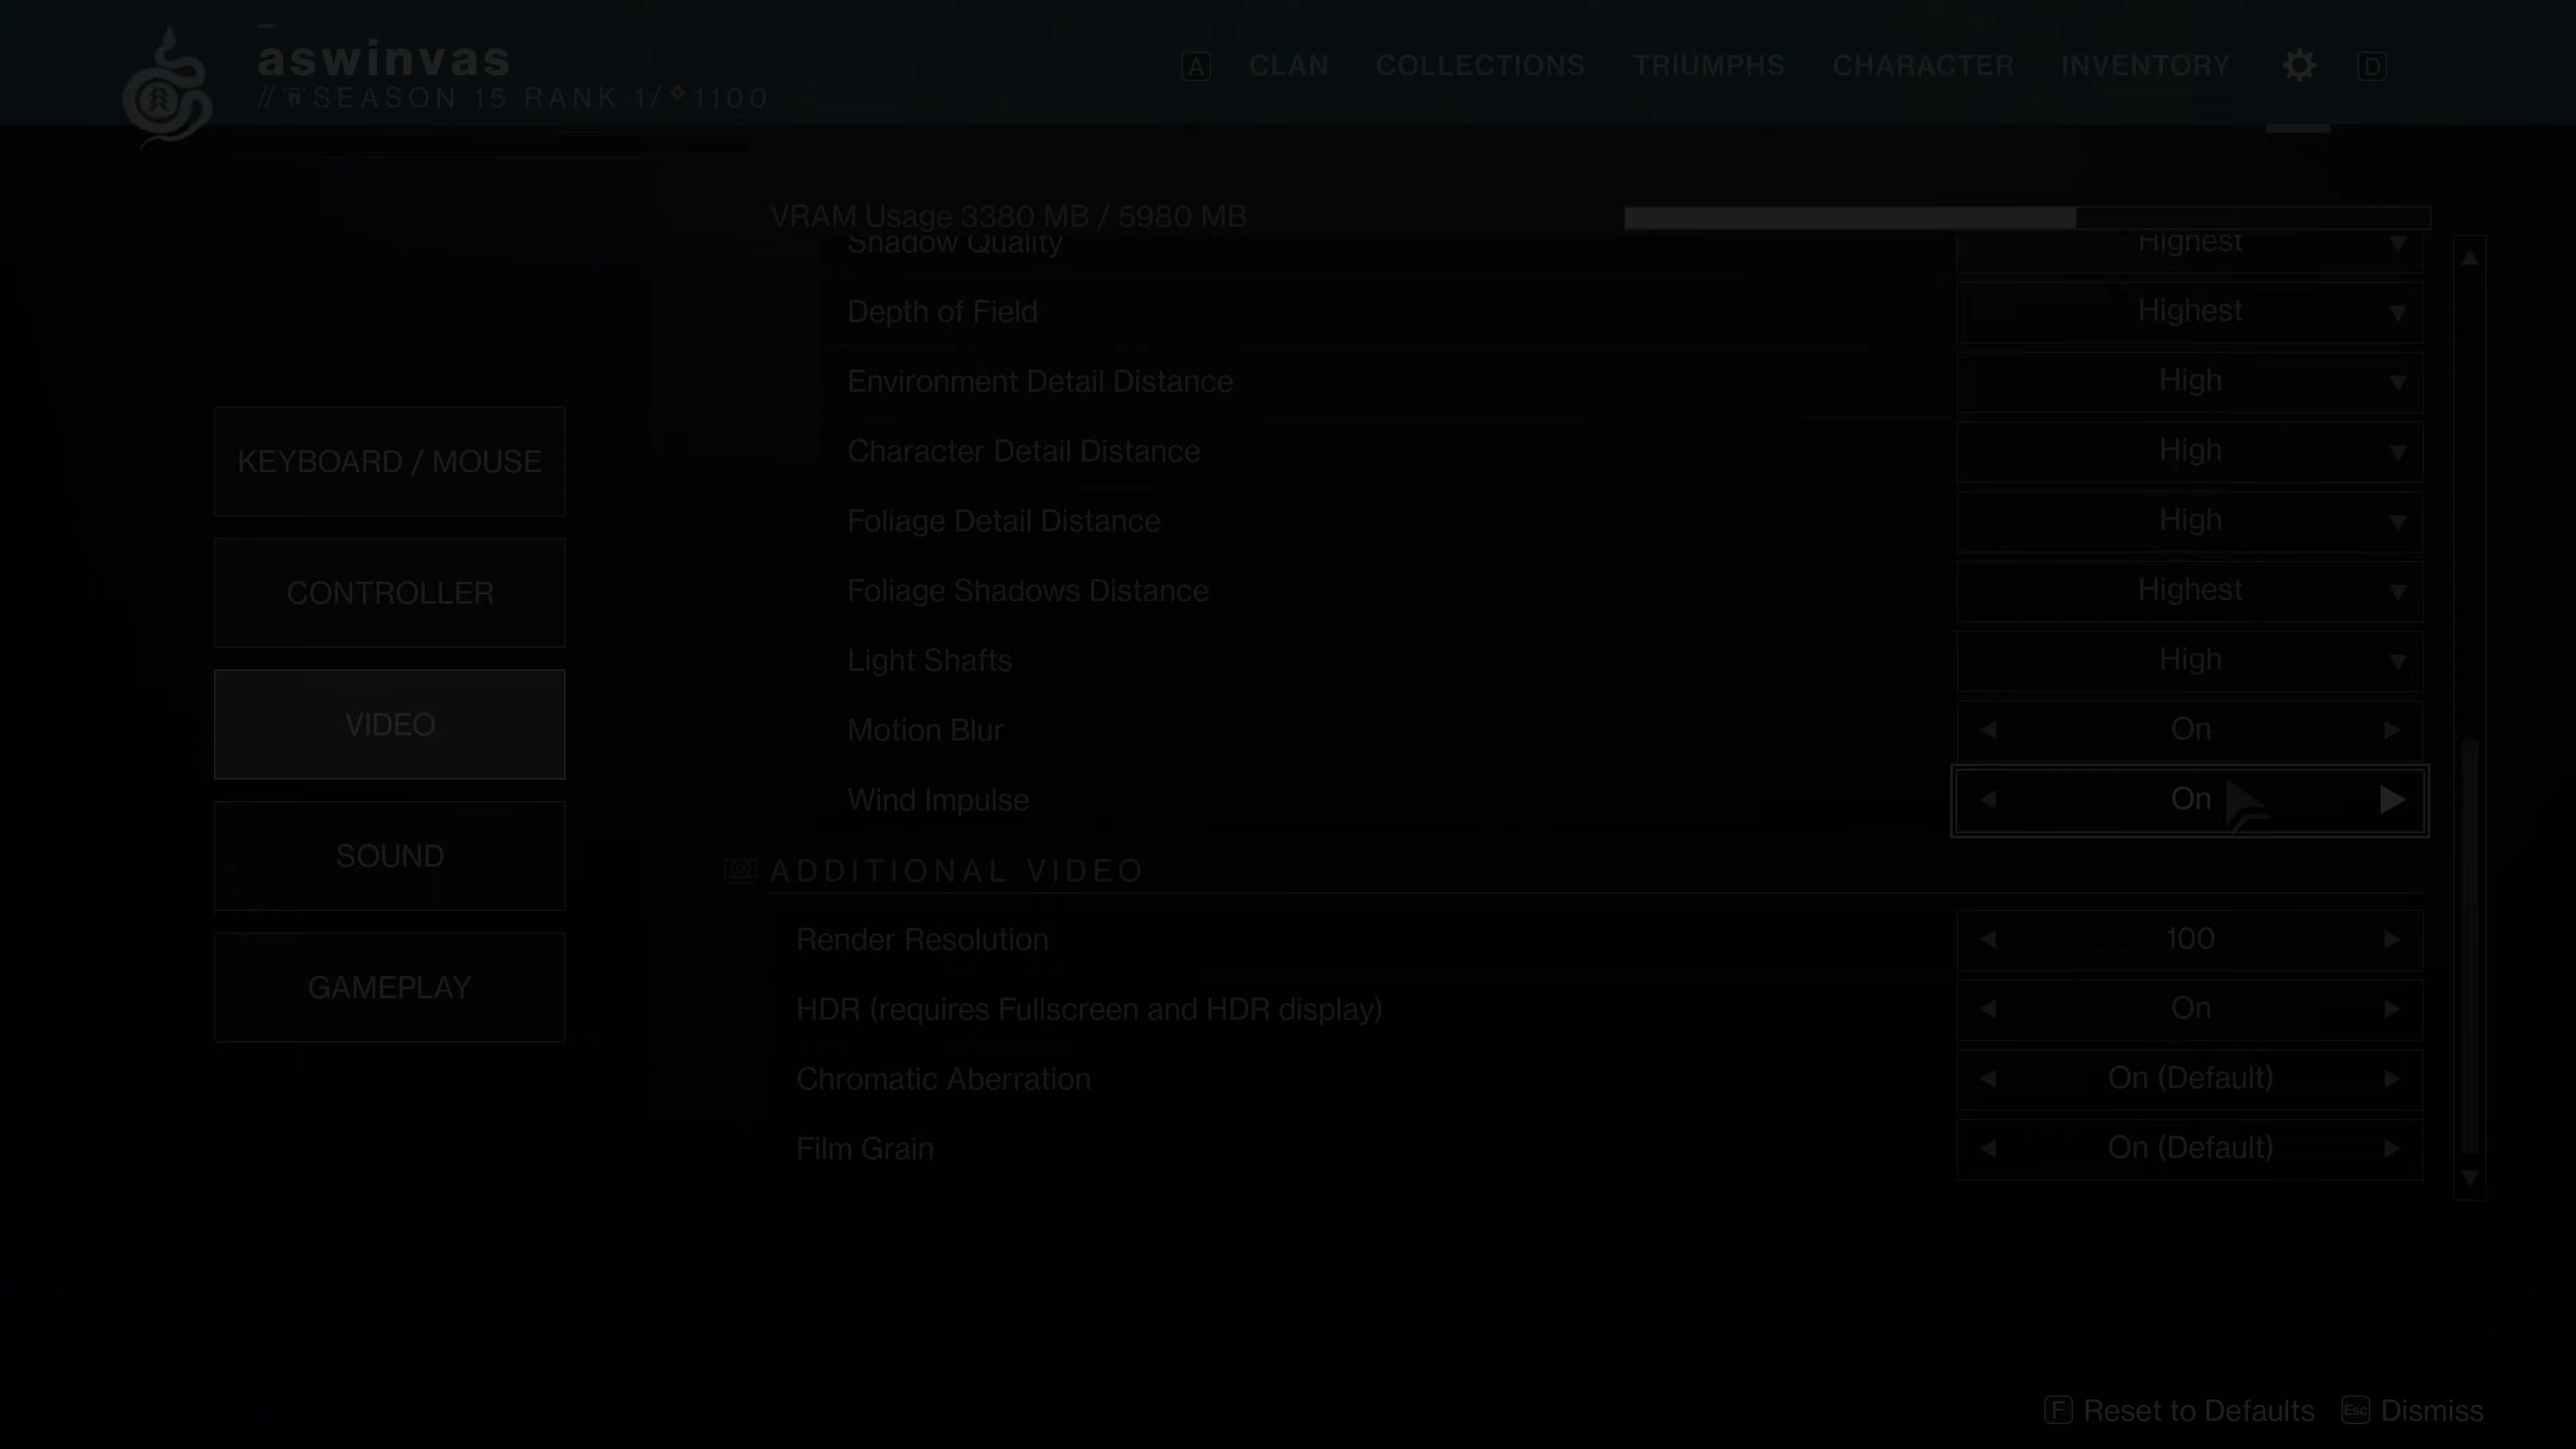 aswinvas
// SEASON 15 RANK 1/ 1100
A CLAN COLLECTIONS TRIUMPHS CHARACTER INVENTORY D
VRAM Usage 3380 MB / 5980 MB
Shadow Quality Highest
Depth of Field Highest
Environment Detail Distance High
Character Detail Distance High
Foliage Detail Distance High
Foliage Shadows Distance Highest
Light Shafts High
Motion Blur On
Wind Impulse On
KEYBOARD / MOUSE
CONTROLLER
VIDEO
SOUND
GAMEPLAY
ADDITIONAL VIDEO
Render Resolution 100
HDR (requires Fullscreen and HDR display) On
Chromatic Aberration On (Default)
Film Grain On (Default)
F Reset to Defaults Esc Dismiss